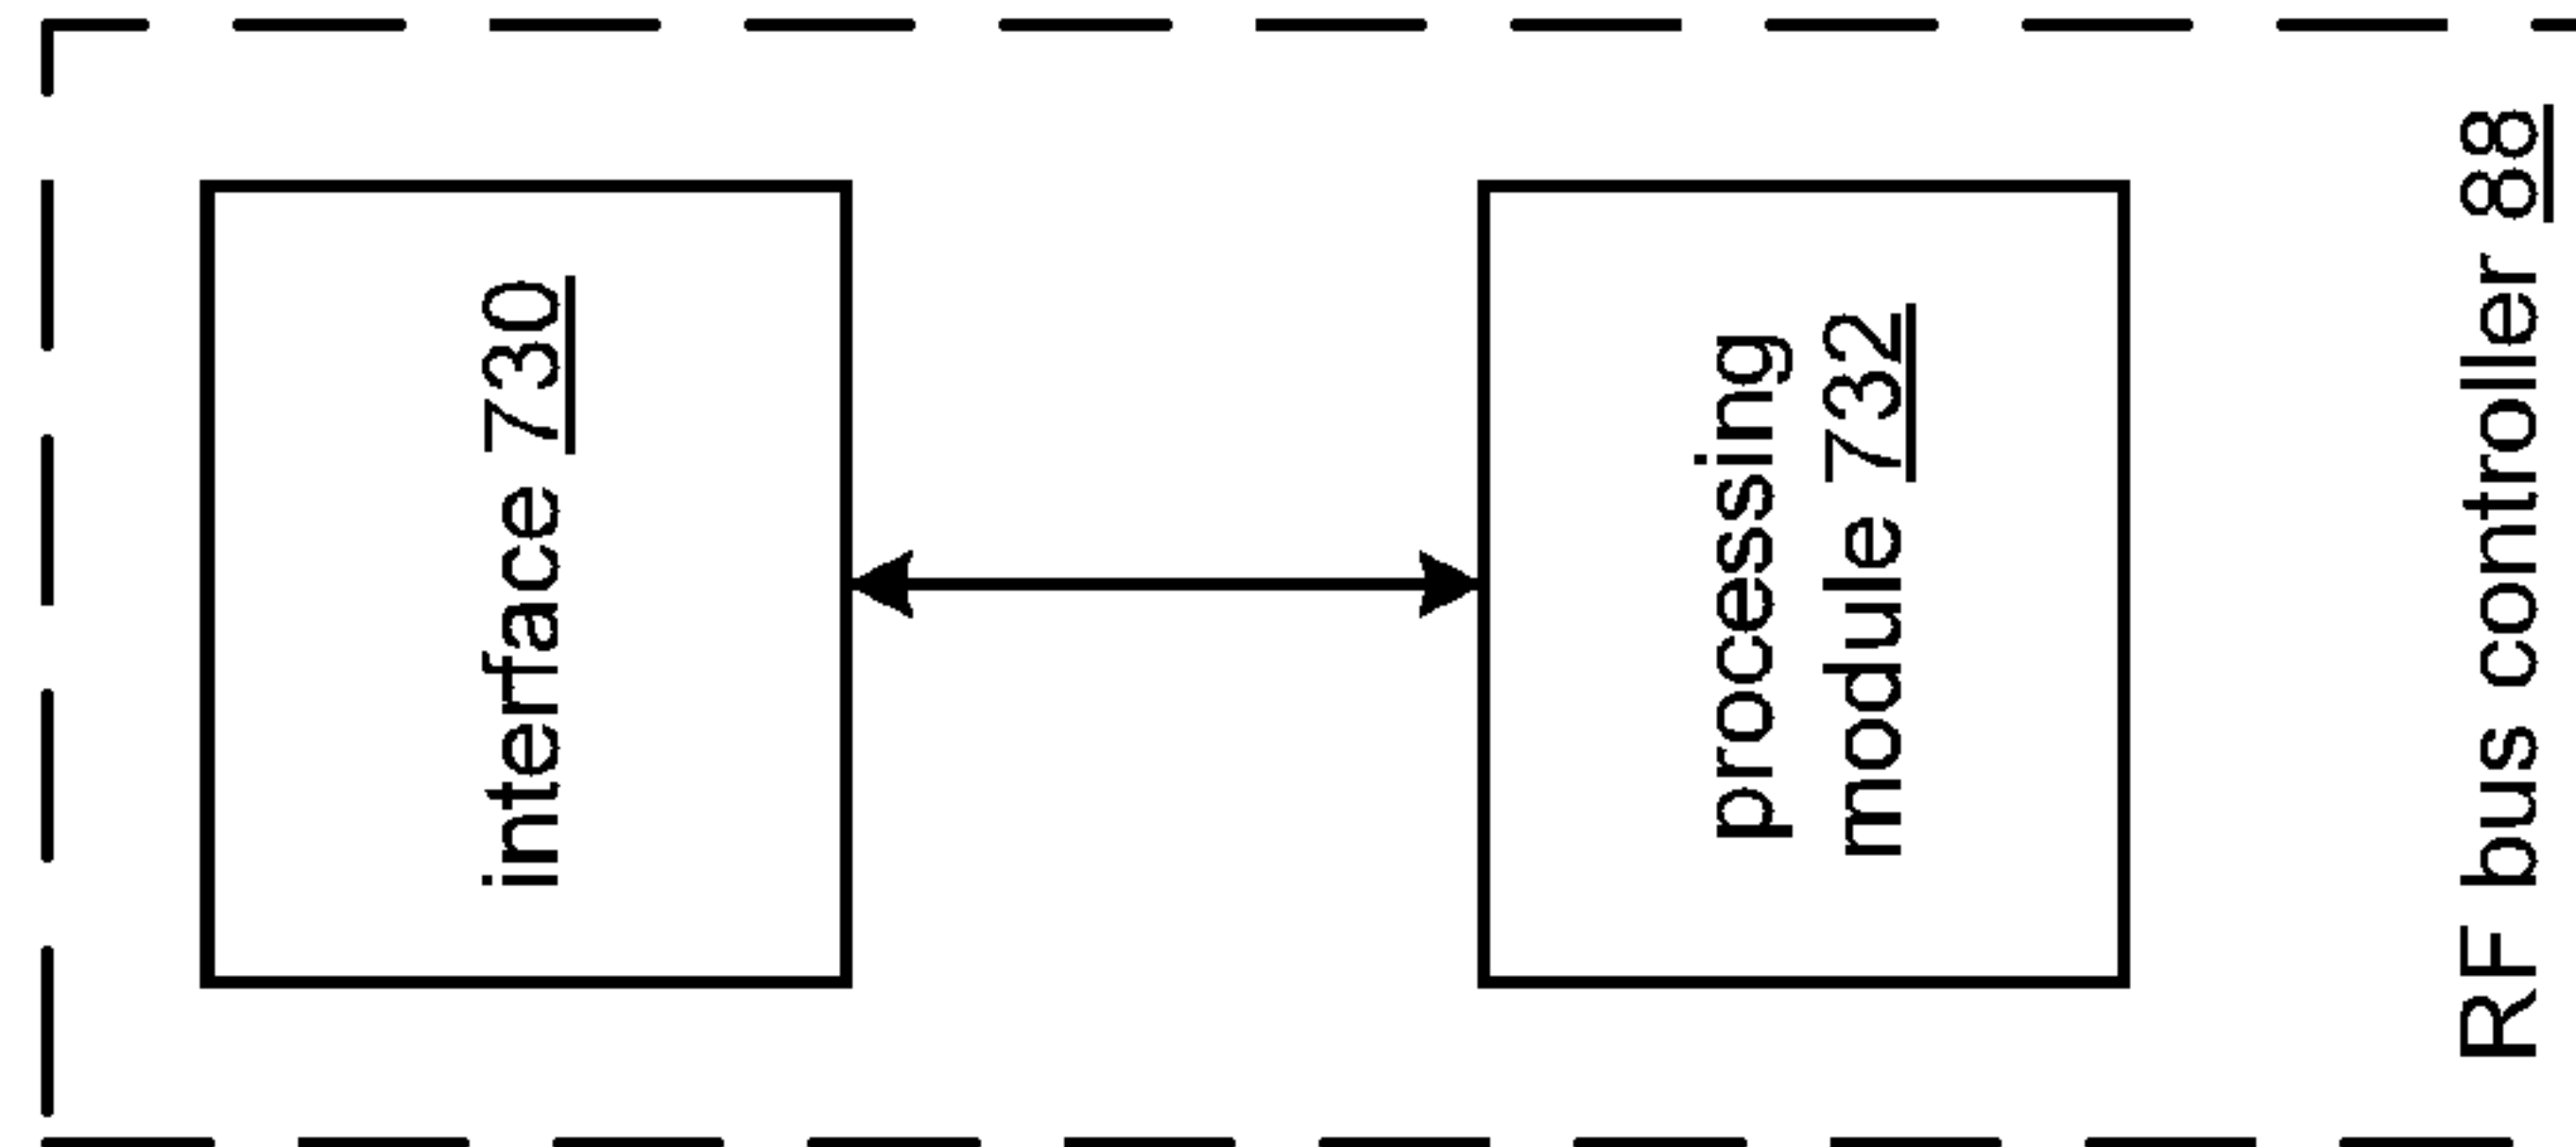 interface 730
processing
module 732
RF bus controller 88